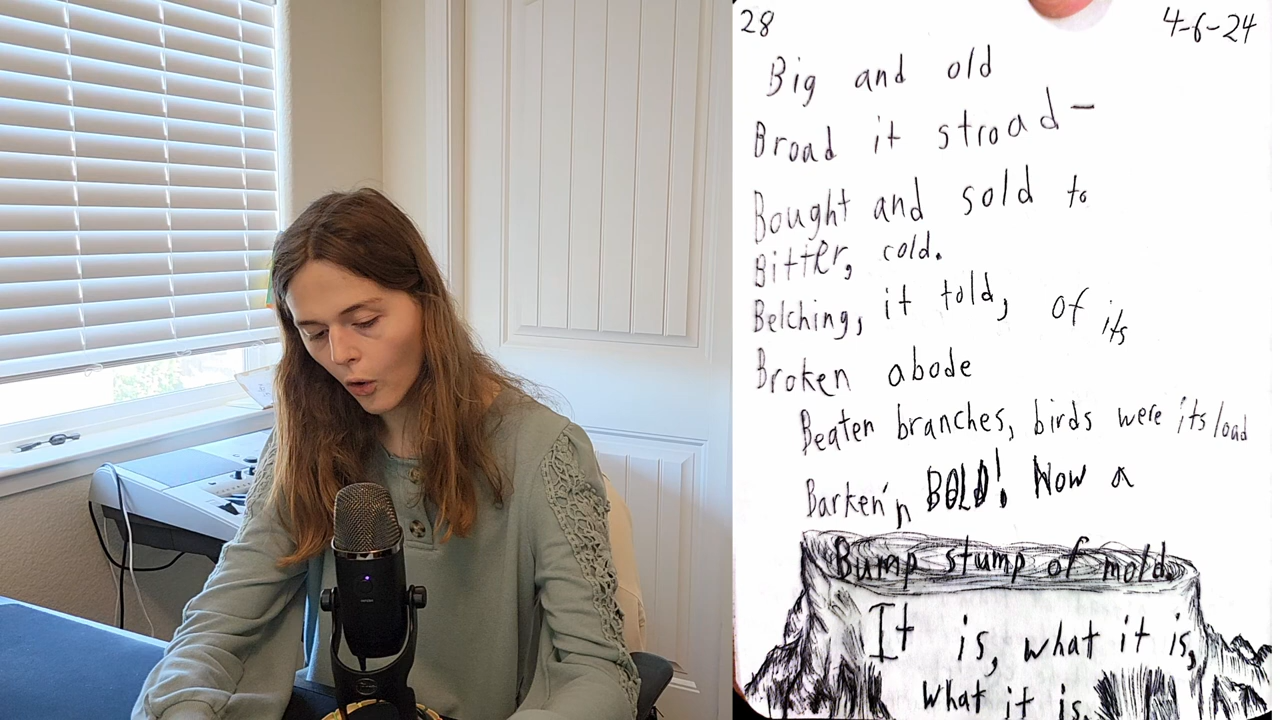 28
4-6-24
Big and old
Broad it stroad-
Bought and sold to
Bitter, cold.
Belching, it told, of its
Broken abode
Beaten branches, birds were its load
Barken'n BOLD! Now a
Bump stump of mold.
It is, what it is,
what it is.